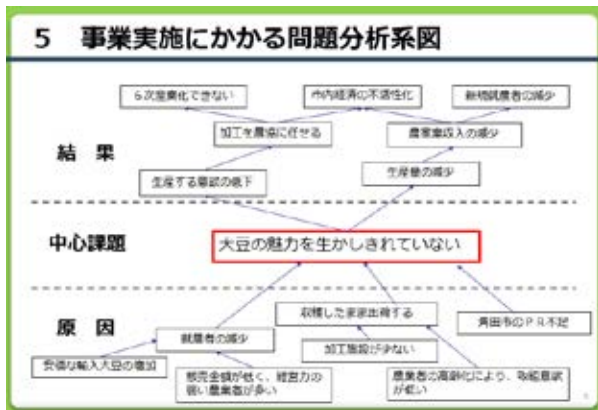 5 事業実施にかかる問題分析系図
6次産業化できない
市内経済の不活性化
新規就農者の減少
加工を農協に任せる
農家収入の減少
結 果
生産量の減少
生産する意欲の低下
中心課題
大豆の魅力を生かしきれていない
収穫したまま出荷する
角田市のPR不足
原 因
就農者の減少
加工施設が少ない
安価な輸入大豆の増加
販売金額が低く、経営力の
弱い農業者が多い
農業者の高齢化により、取組意欲
が低い